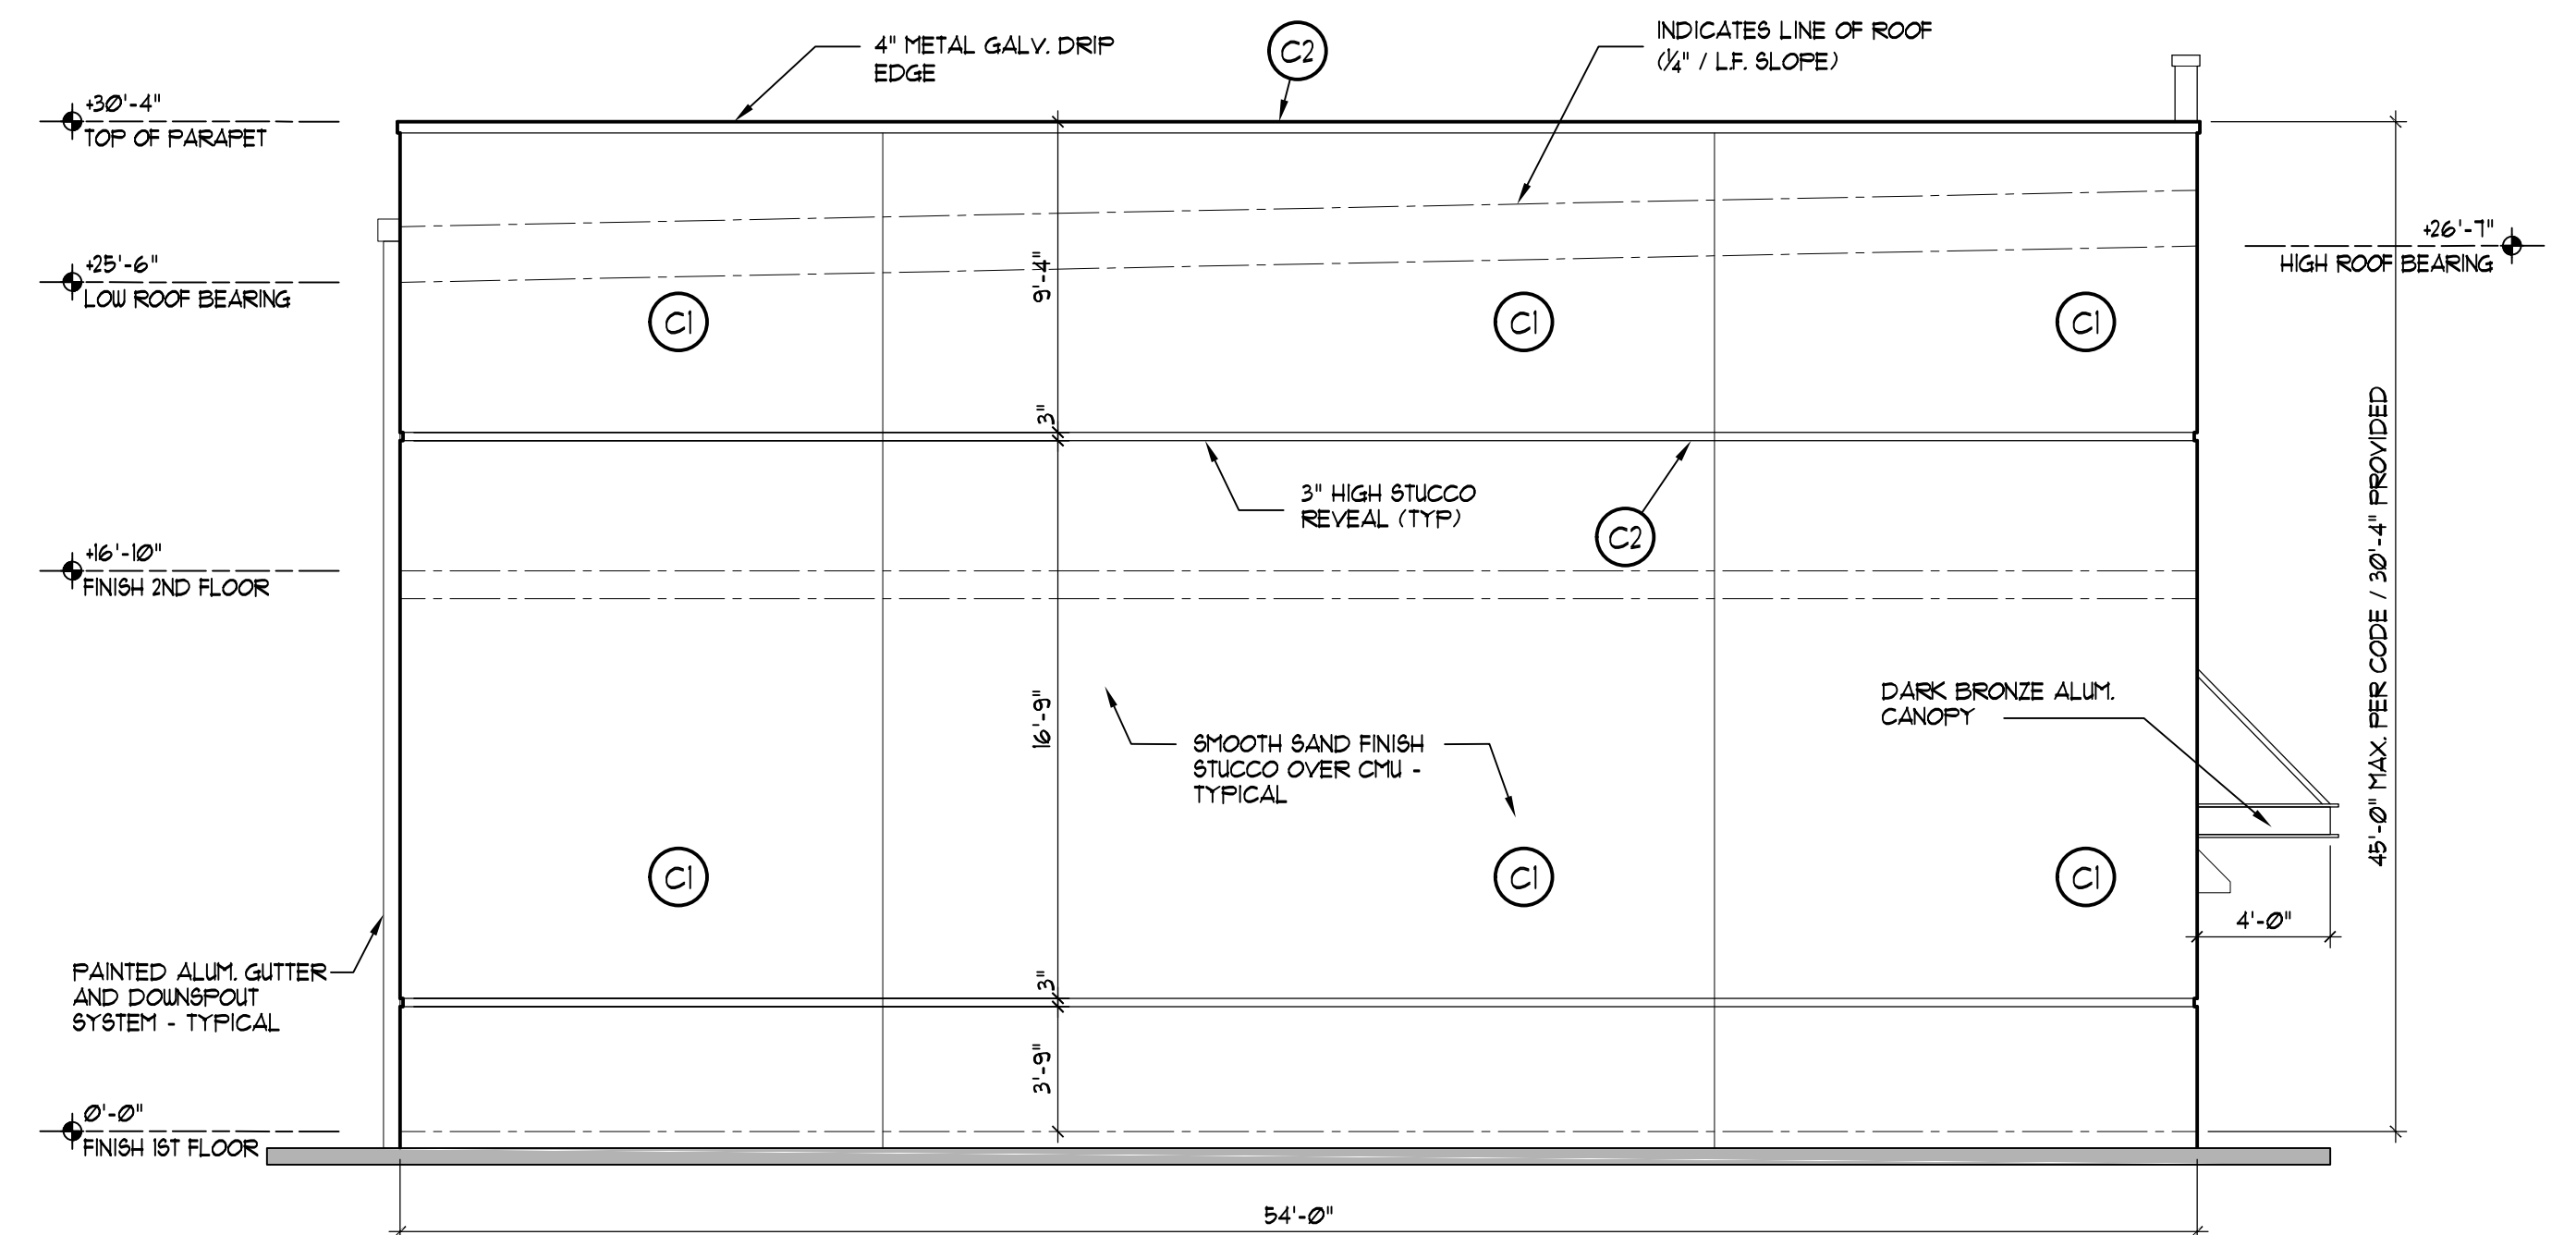 4" METAL GALV. DRIP
EDGE
C2
INDICATES LINE OF ROOF
(¼" / L.F. SLOPE)
+30'-4"
TOP OF PARAPET
+25'-6"
LOW ROOF BEARING
+26'-7"
HIGH ROOF BEARING
9'-4"
C1
C1
C1
3"
3" HIGH STUCCO
REVEAL (TYP)
C2
+16'-10"
FINISH 2ND FLOOR
45'-0" MAX. PER CODE / 30'-4" PROVIDED
16'-9"
DARK BRONZE ALUM.
CANOPY
SMOOTH SAND FINISH
STUCCO OVER CMU -
TYPICAL
C1
C1
C1
4'-0"
PAINTED ALUM. GUTTER
AND DOWNSPOUT
SYSTEM - TYPICAL
3"
3'-9"
0'-0"
FINISH 1ST FLOOR
54'-0"